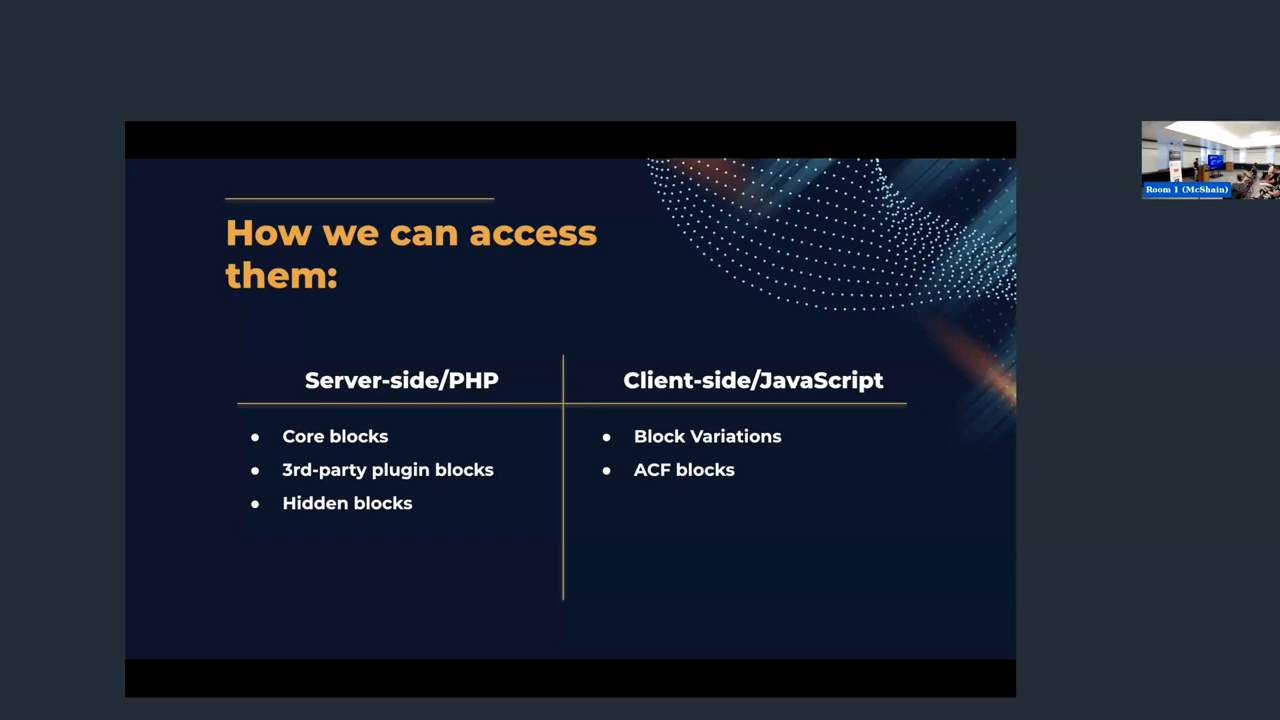 How we can access
them:
Server-side/PHP
Client-side/JavaScript
● Core blocks
● 3rd-party plugin blocks
● Hidden blocks
● Block Variations
● ACF blocks
Room 1 (McShain)